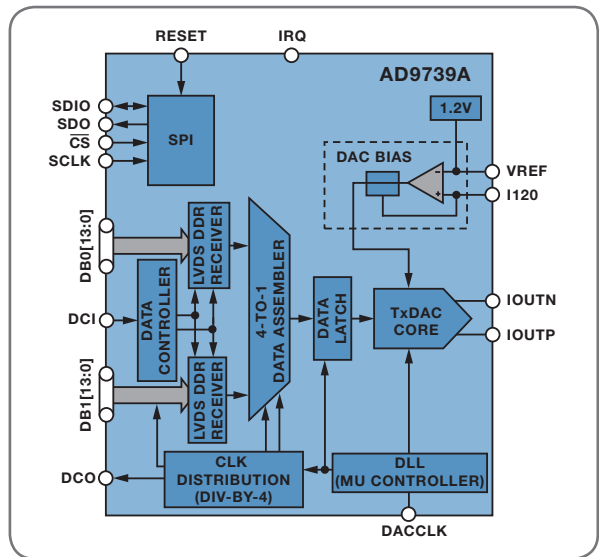 RESET
IRQ
AD9739A
SDIO
SDO
CS
SCLK
SPI
1.2V
DAC BIAS
VREF
I120
DB0[13:0]
LVDS DDR
RECEIVER
4-TO-1
DATA ASSEMBLER
DCI
DATA
CONTROLLER
DATA
LATCH
TxDAC
CORE
IOUTN
IOUTP
DB1[13:0]
LVDS DDR
RECEIVER
DCO
CLK
DISTRIBUTION
(DIV-BY-4)
DLL
(MU CONTROLLER)
DACCLK